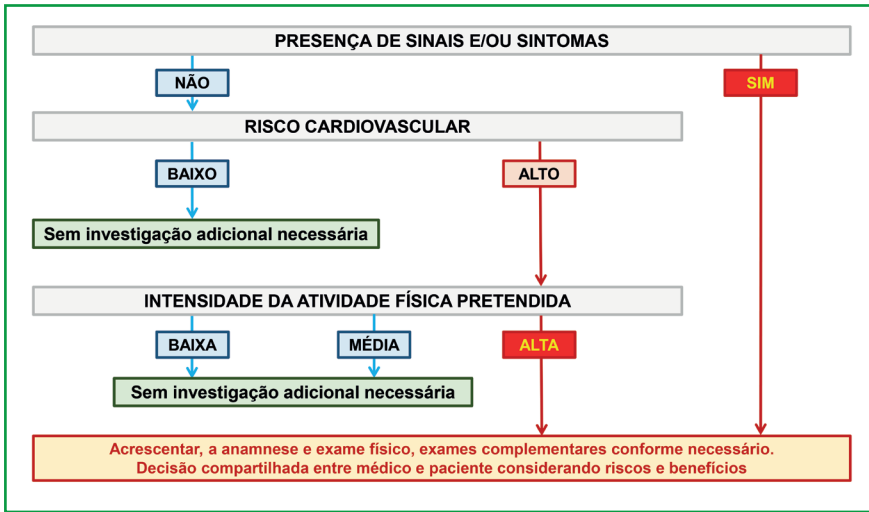 PRESENÇA DE SINAIS E/OU SINTOMAS
NÃO
SIM
RISCO CARDIOVASCULAR
BAIXO
ALTO
Sem investigação adicional necessária
INTENSIDADE DA ATIVIDADE FÍSICA PRETENDIDA
BAIXA
MÉDIA
ALTA
Sem investigação adicional necessária
Acrescentar, a anamnese e exame físico, exames complementares conforme necessário.
Decisão compartilhada entre médico e paciente considerando riscos e benefícios